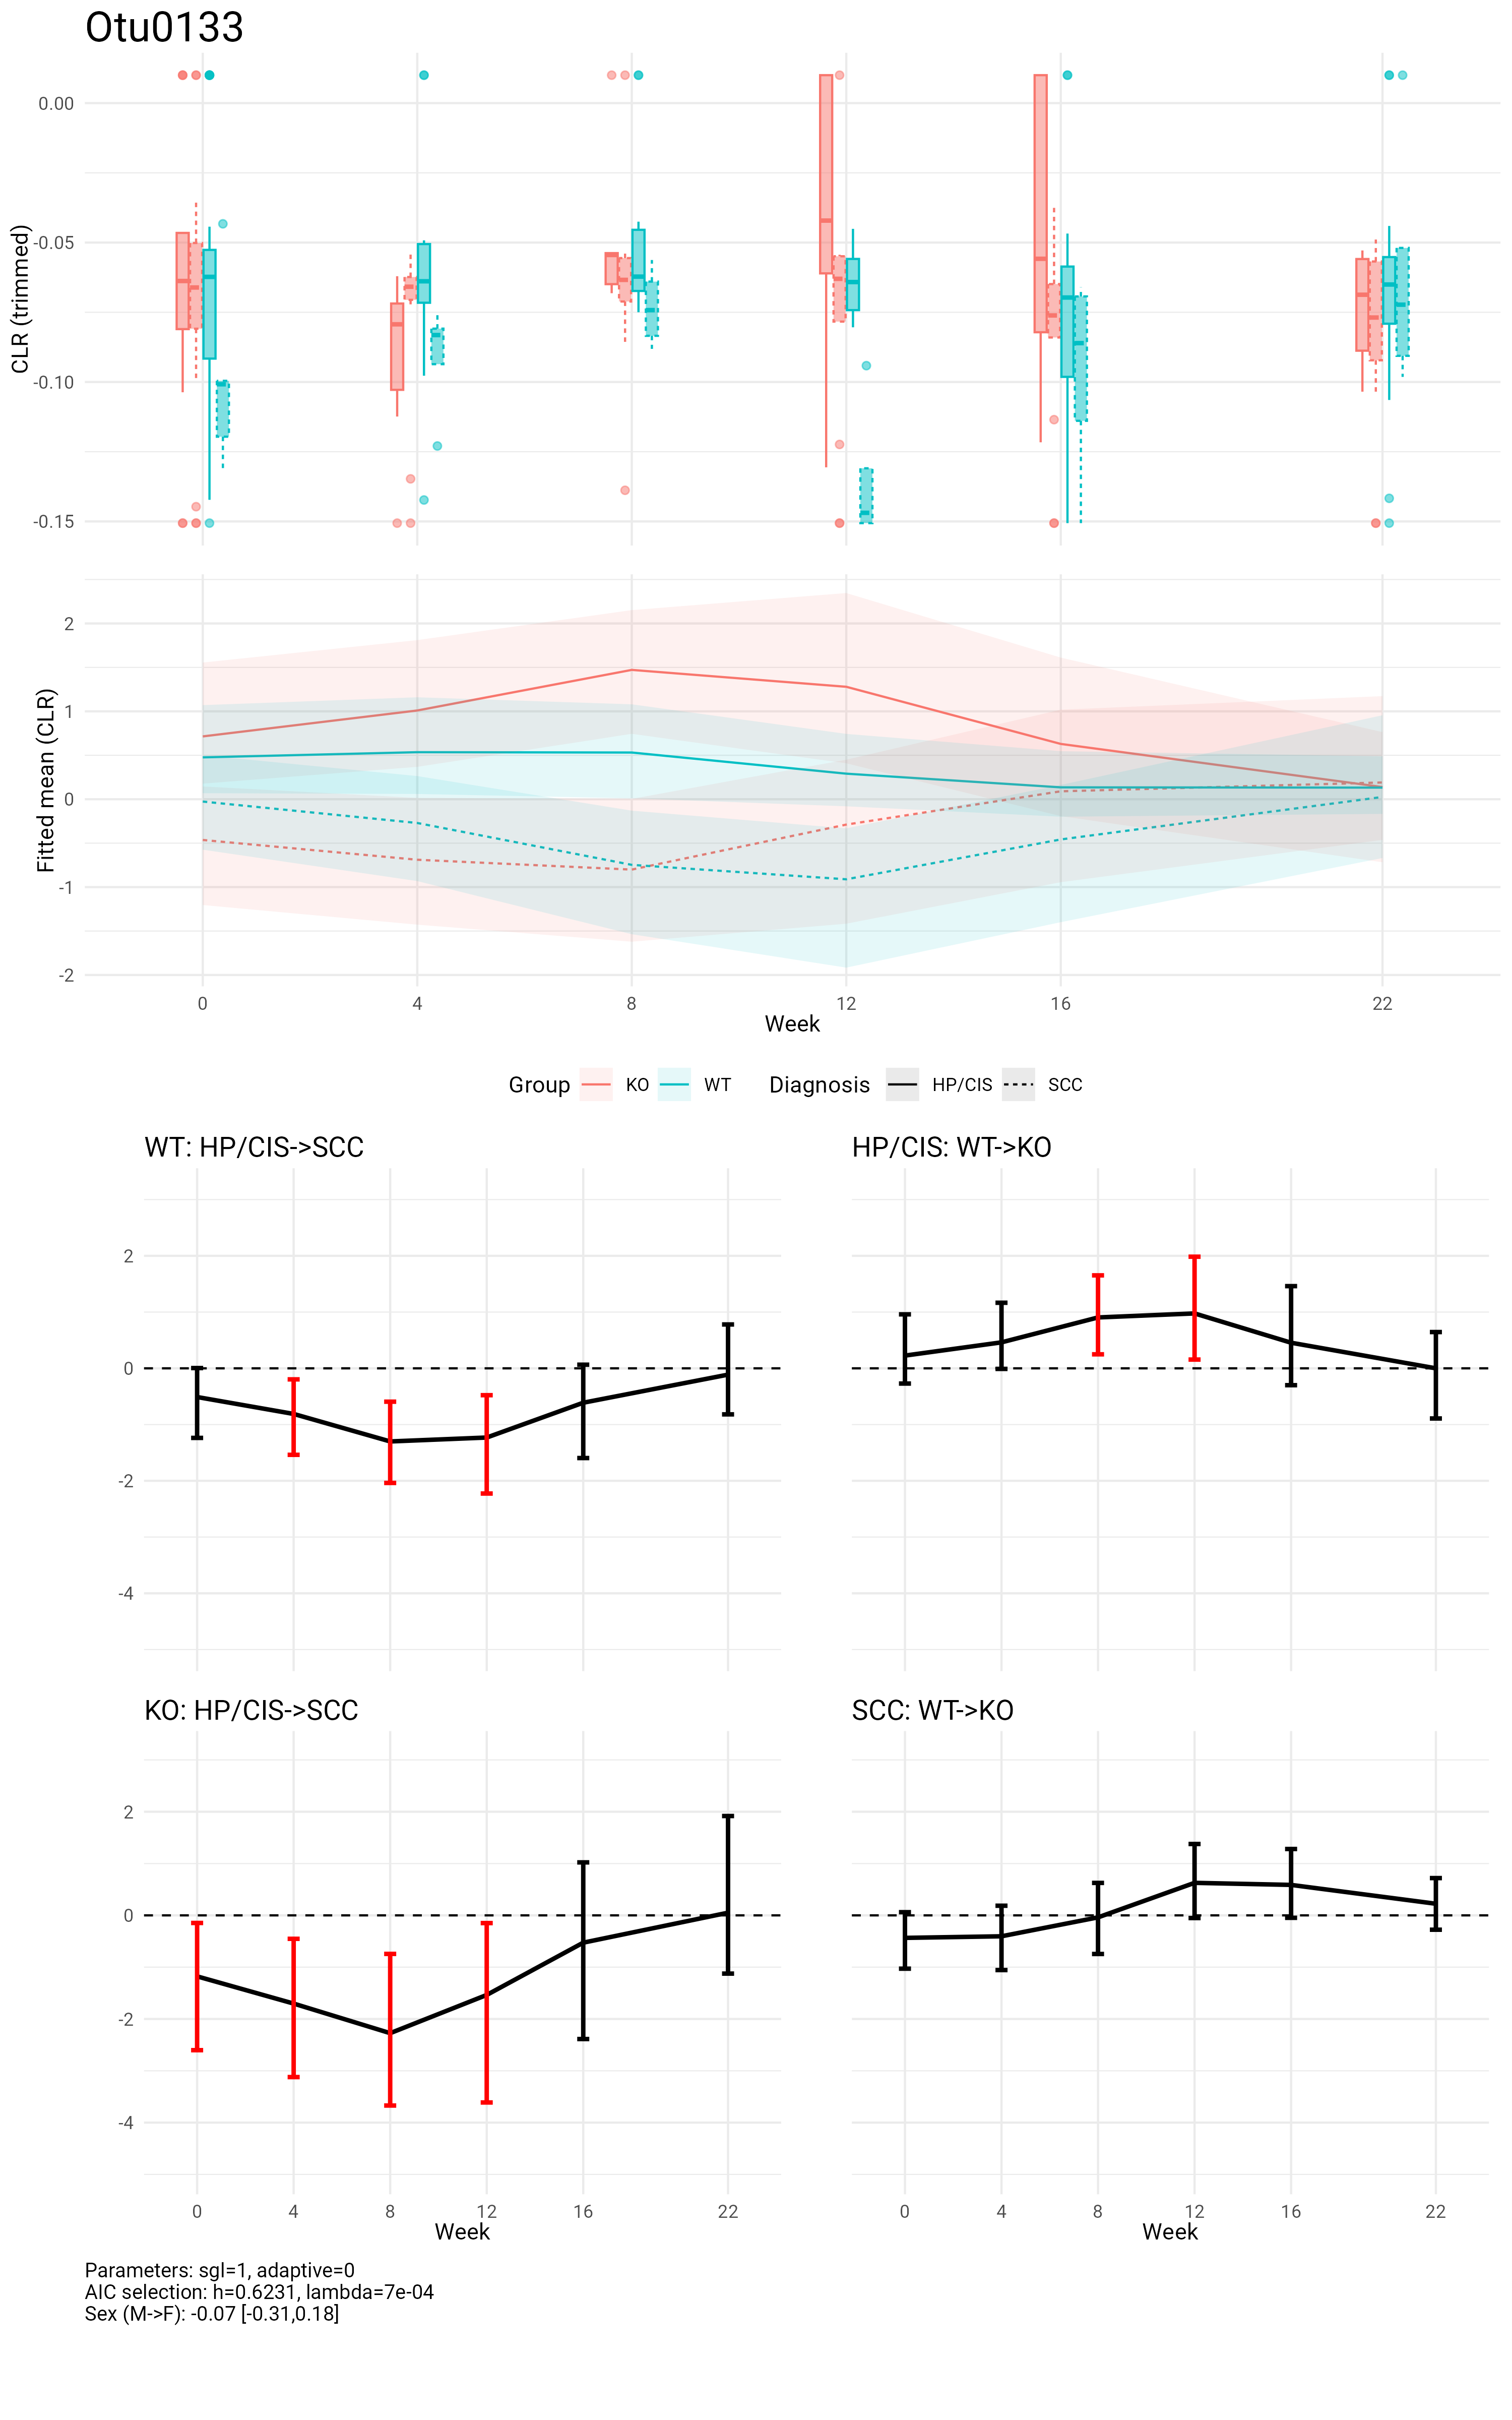 Otu0133
CLR (trimmed)
0.00
-0.05
-0.10
-0.15
Fitted mean (CLR)
2
1
0
-1
-2
0 4 8 12 16 22
Week
Group KO WT Diagnosis HP/CIS SCC
WT: HP/CIS->SCC
2
0
-2
-4
HP/CIS: WT->KO
KO: HP/CIS->SCC
2
0
-2
-4
0 4 8 12 16 22
Week
SCC: WT->KO
0 4 8 12 16 22
Week
Parameters: sgl=1, adaptive=0
AIC selection: h=0.6231, lambda=7e-04
Sex (M->F): -0.07 [-0.31,0.18]